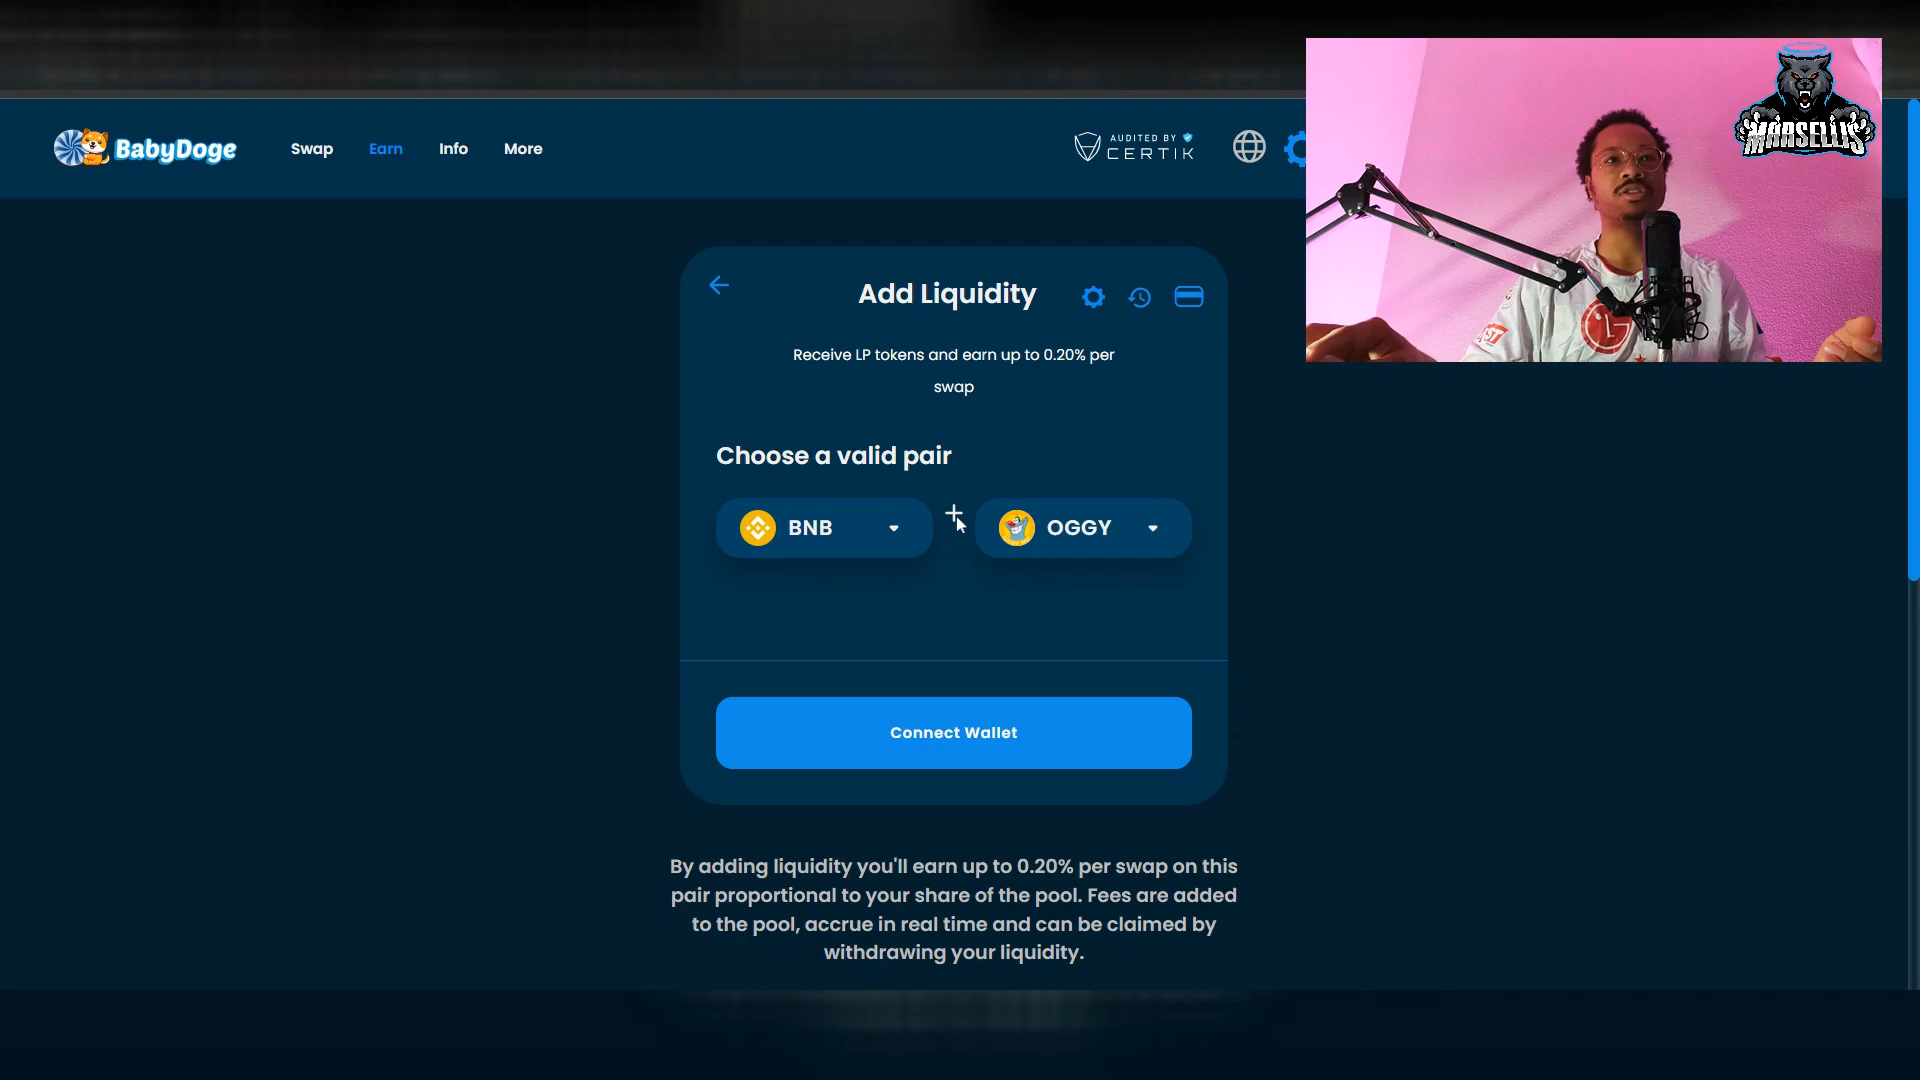 BabyDoge
Swap
Earn
Info
More
AUDITED BY
CERTIK
MARSELLIS
Add Liquidity
Receive LP tokens and earn up to 0.20% per
swap
Choose a valid pair
BNB
OGGY
Connect Wallet
By adding liquidity you'll earn up to 0.20% per swap on this
pair proportional to your share of the pool. Fees are added
to the pool, accrue in real time and can be claimed by
withdrawing your liquidity.